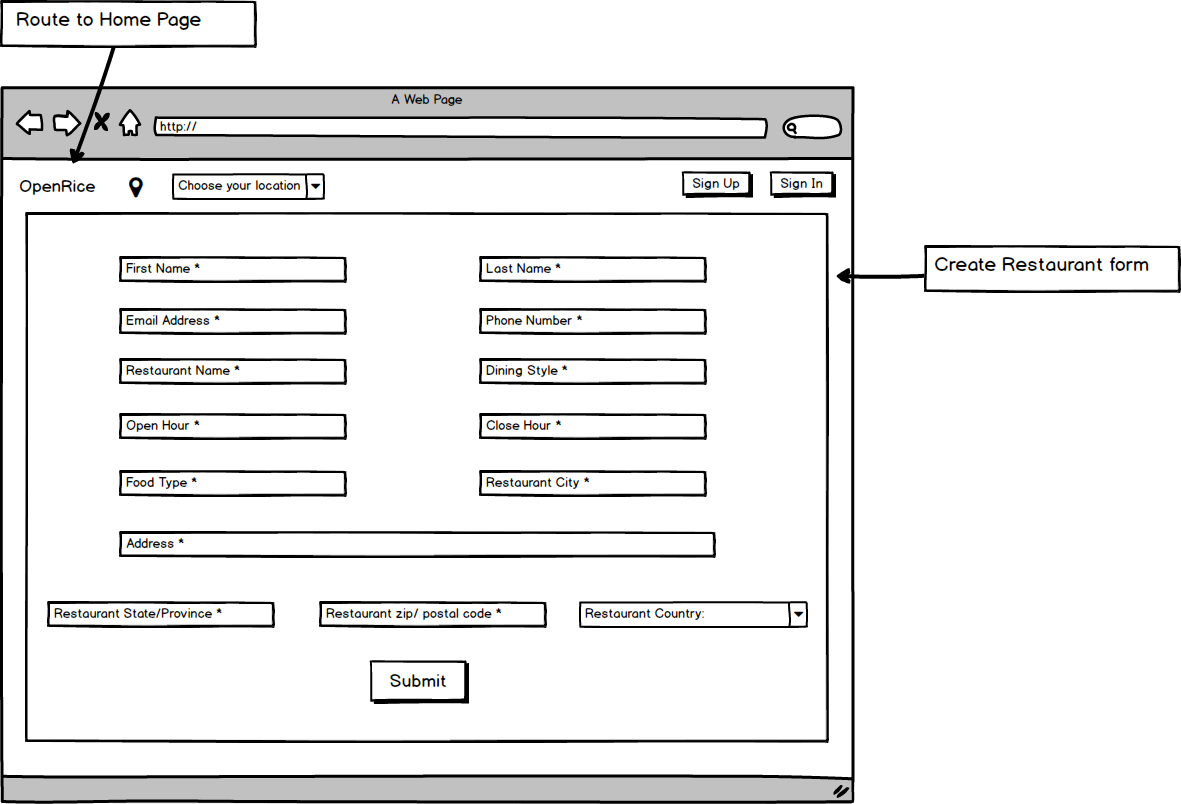 Route to Home Page
A Web Page
http://
OpenRice
Choose your location
Sign Up
Sign In
Create Restaurant form
First Name *
Last Name *
Email Address *
Phone Number *
Restaurant Name *
Dining Style *
Open Hour *
Close Hour *
Food Type *
Restaurant City *
Address *
Restaurant State/Province *
Restaurant zip/ postal code *
Restaurant Country:
Submit